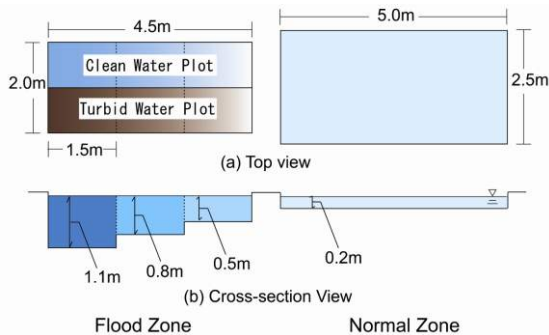 4.5m
5.0m
2.0m
Clean Water Plot
Turbid Water Plot
2.5m
1.5m
(a) Top view
1.1m
0.8m
0.5m
0.2m
(b) Cross-section View
Flood Zone
Normal Zone